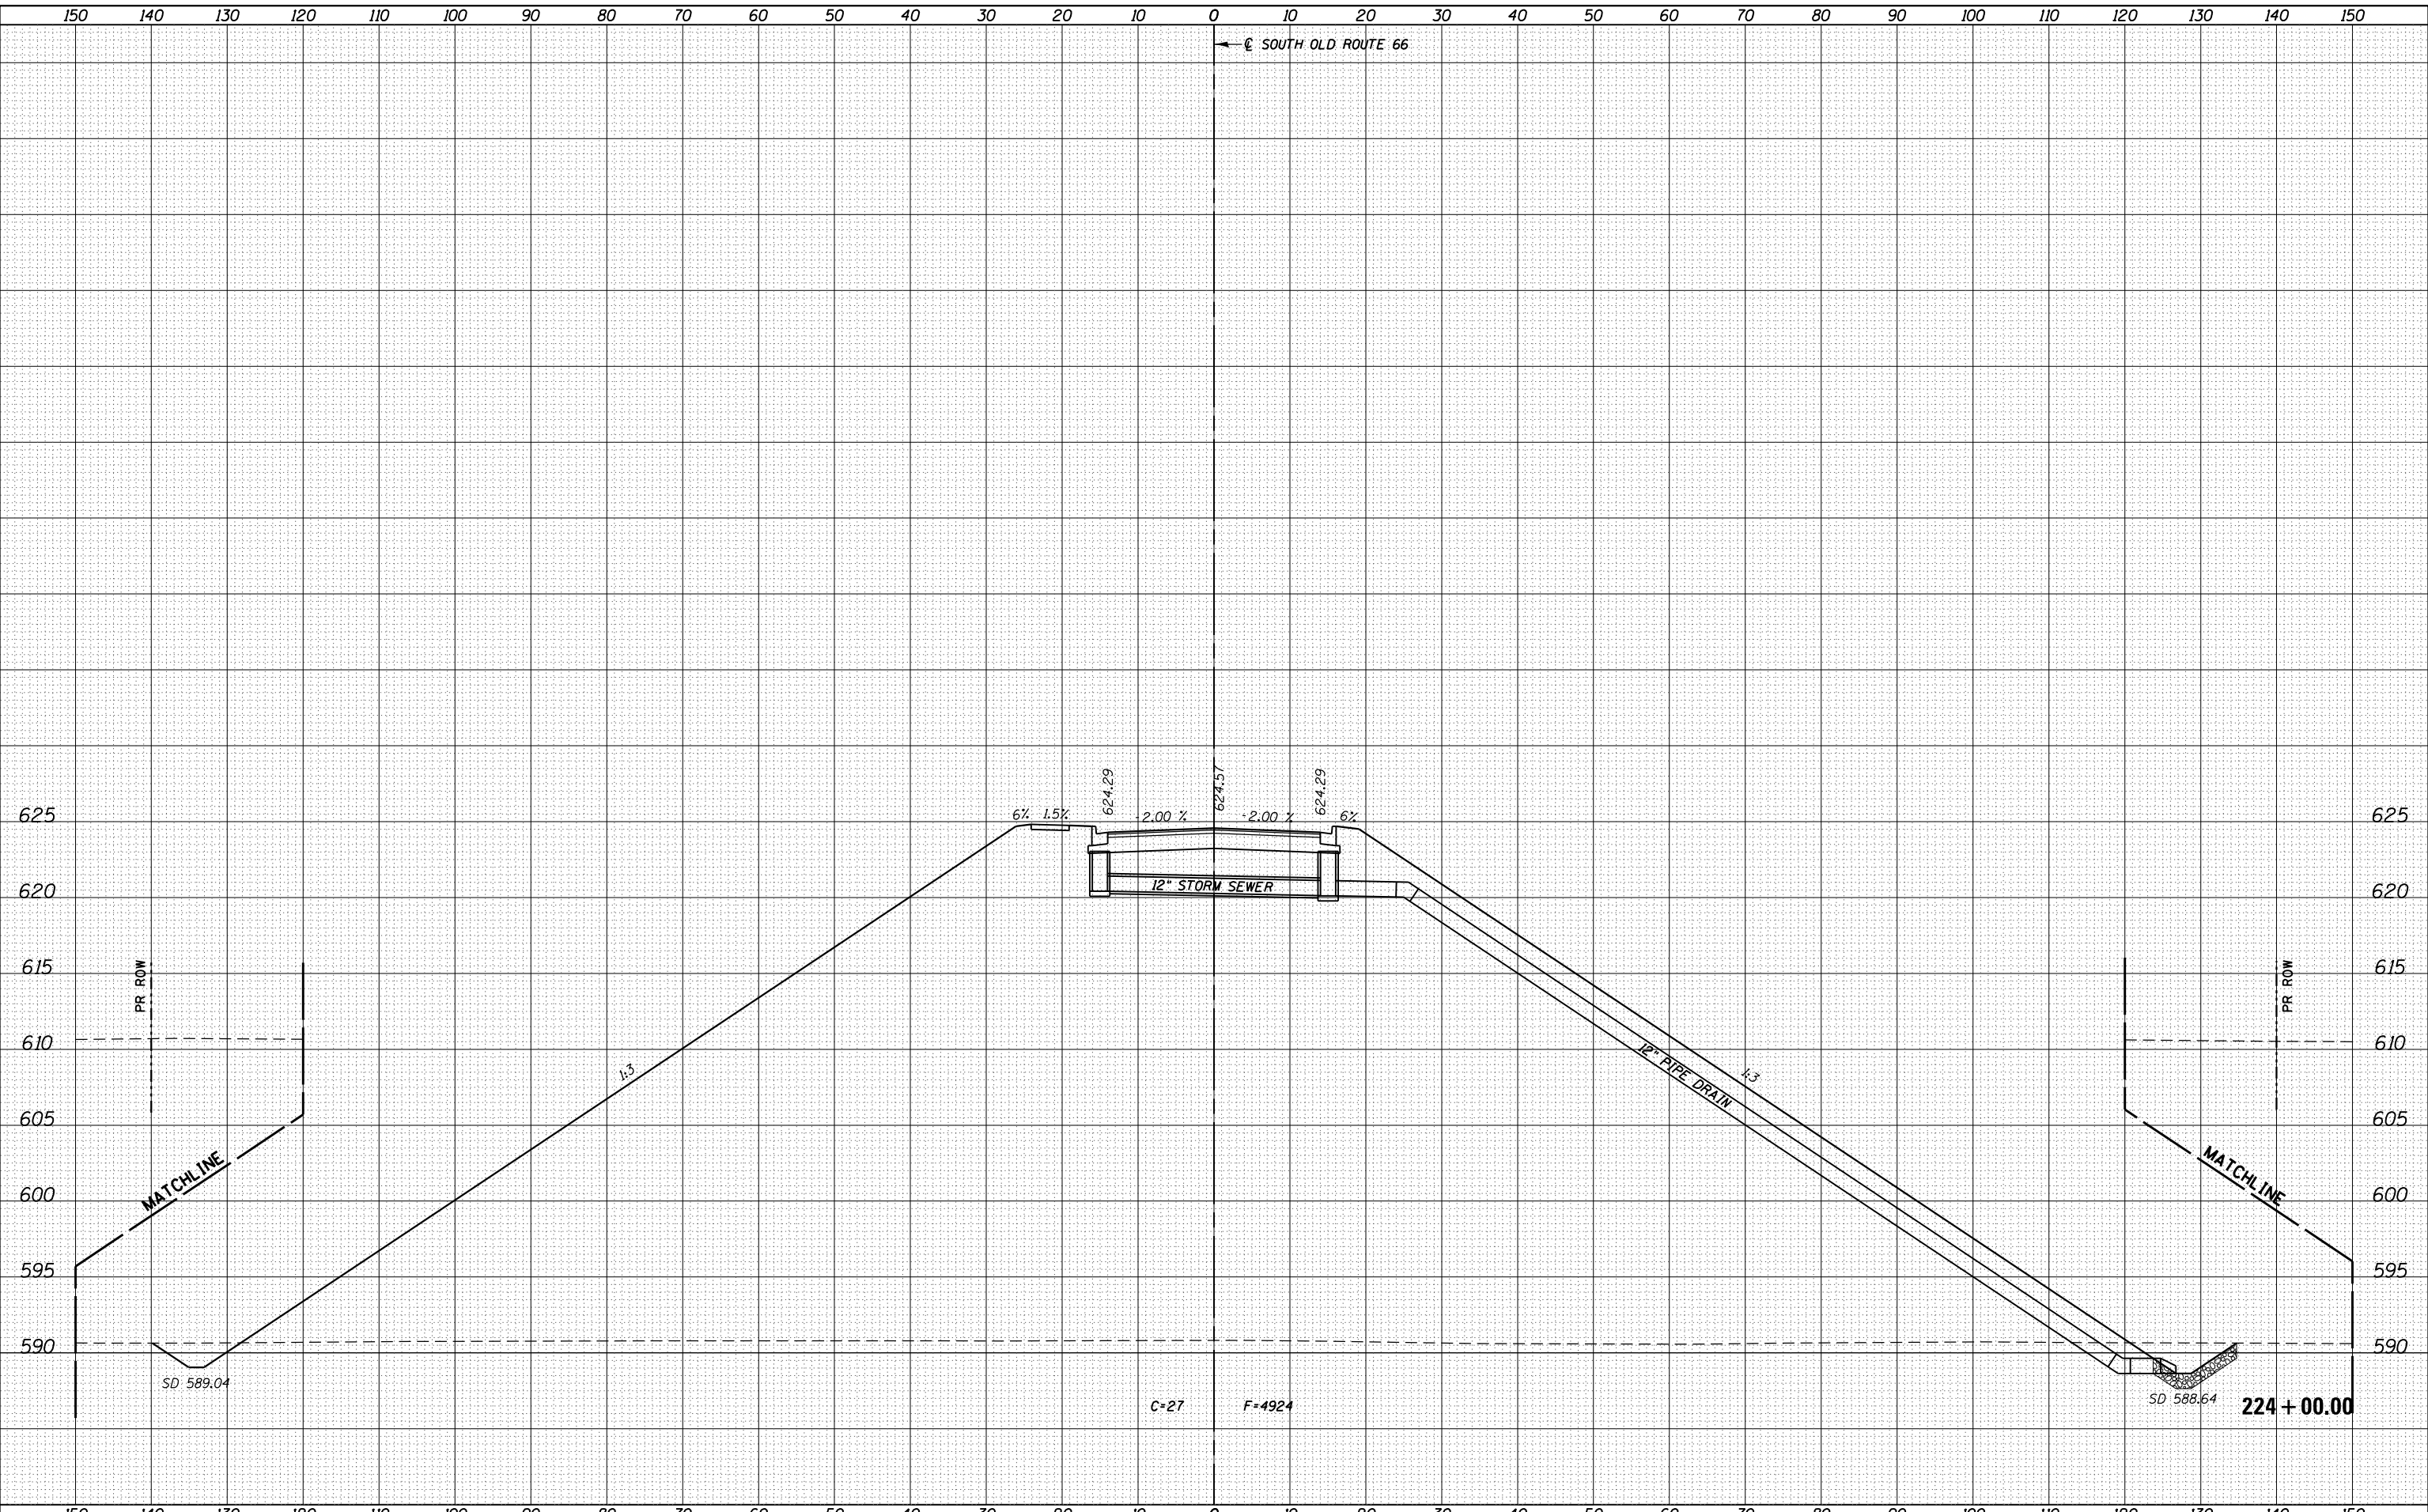 150 140 130 120 110 100 90 80 70 60 50 40 30 20 10 0 10 20 30 40 50 60 70 80 90 100 110 120 130 140 150
℄ SOUTH OLD ROUTE 66
624.29 624.57 624.29
625 6% 1.5% -2.00 % -2.00 % 6% 625
620 12" STORM SEWER 620
615 615
PR ROW PR ROW
610 610
1:3 12" PIPE DRAIN 1:3
605 605
MATCHLINE MATCHLINE
600 600
595 595
590 590
SD 589.04 SD 588.64
C=27 F=4924 224+00.00